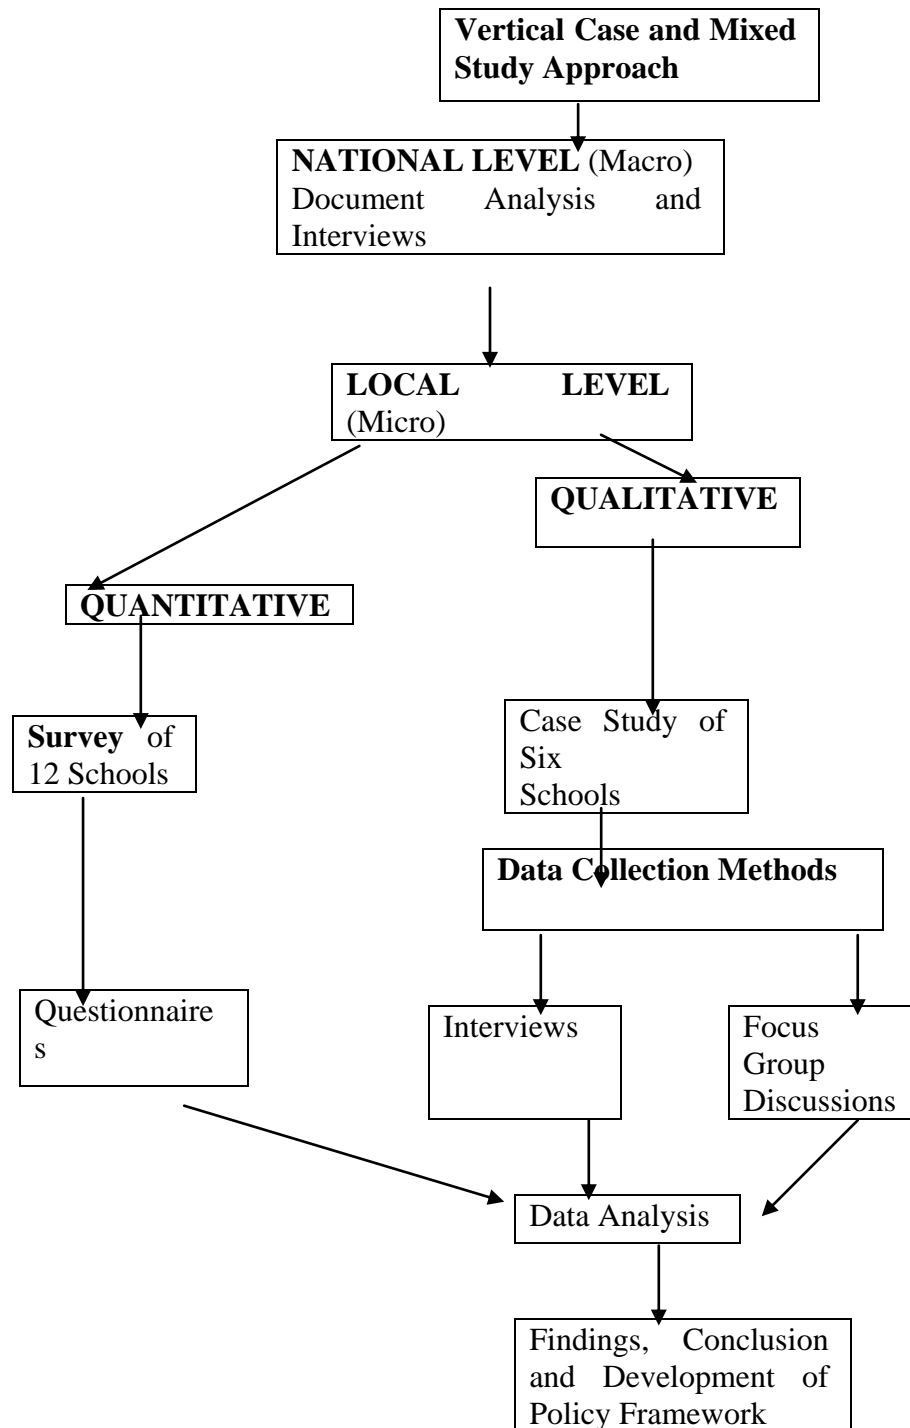 Vertical Case and Mixed
Study Approach
NATIONAL LEVEL (Macro)
Document Analysis and
Interviews
LOCAL LEVEL
(Micro)
QUALITATIVE
QUANTITATIVE
Survey of
12 Schools
Case Study of
Six
Schools
Data Collection Methods
Questionnaire
s
Interviews
Focus
Group
Discussions
Data Analysis
Findings, Conclusion
and Development of
Policy Framework